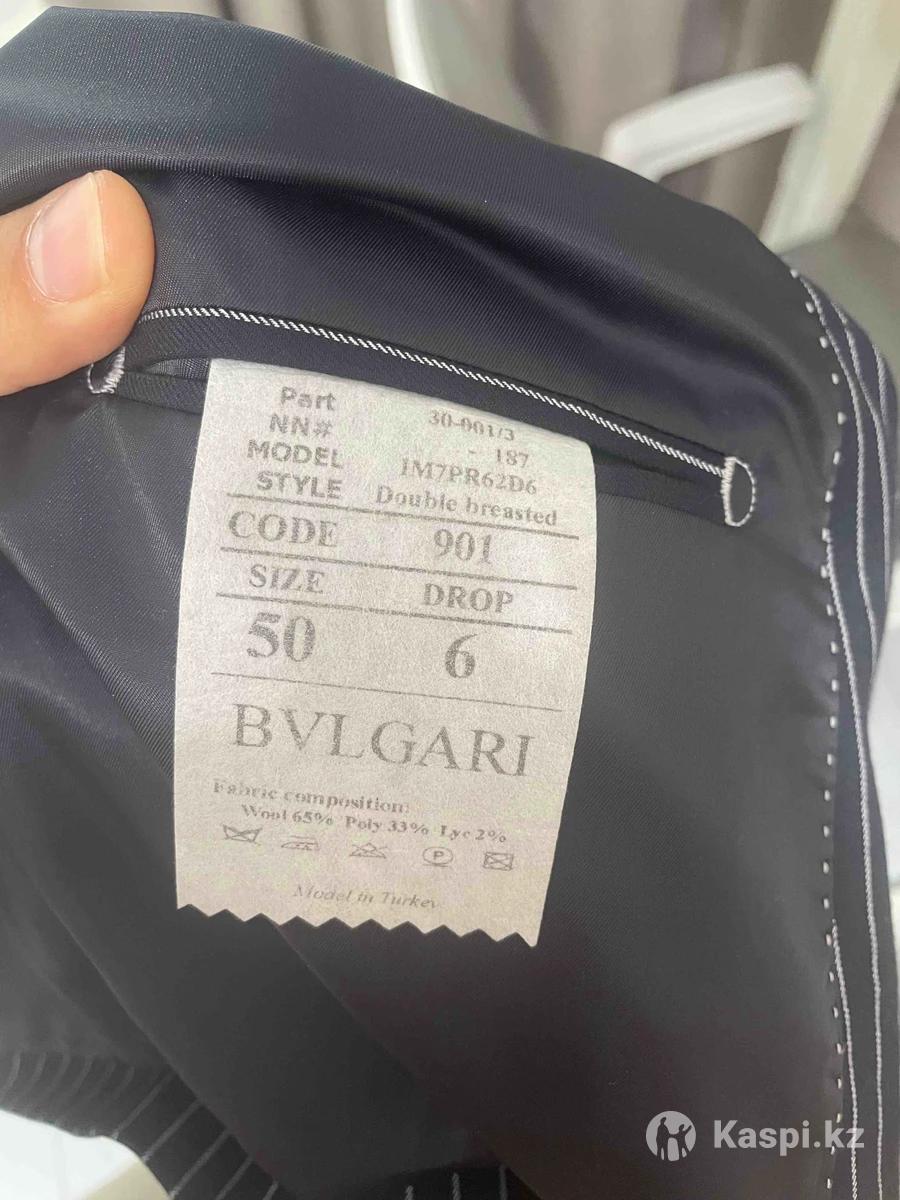 Part 30-001/3
NN# - 187
MODEL 1M7PR62D6
STYLE Double breasted
CODE 901
SIZE DROP
50 6
BVLGARI
Fabric composition:
Wool 65% Poly 33% Lyc 2%
P
Model in Turkey
Kaspi.kz